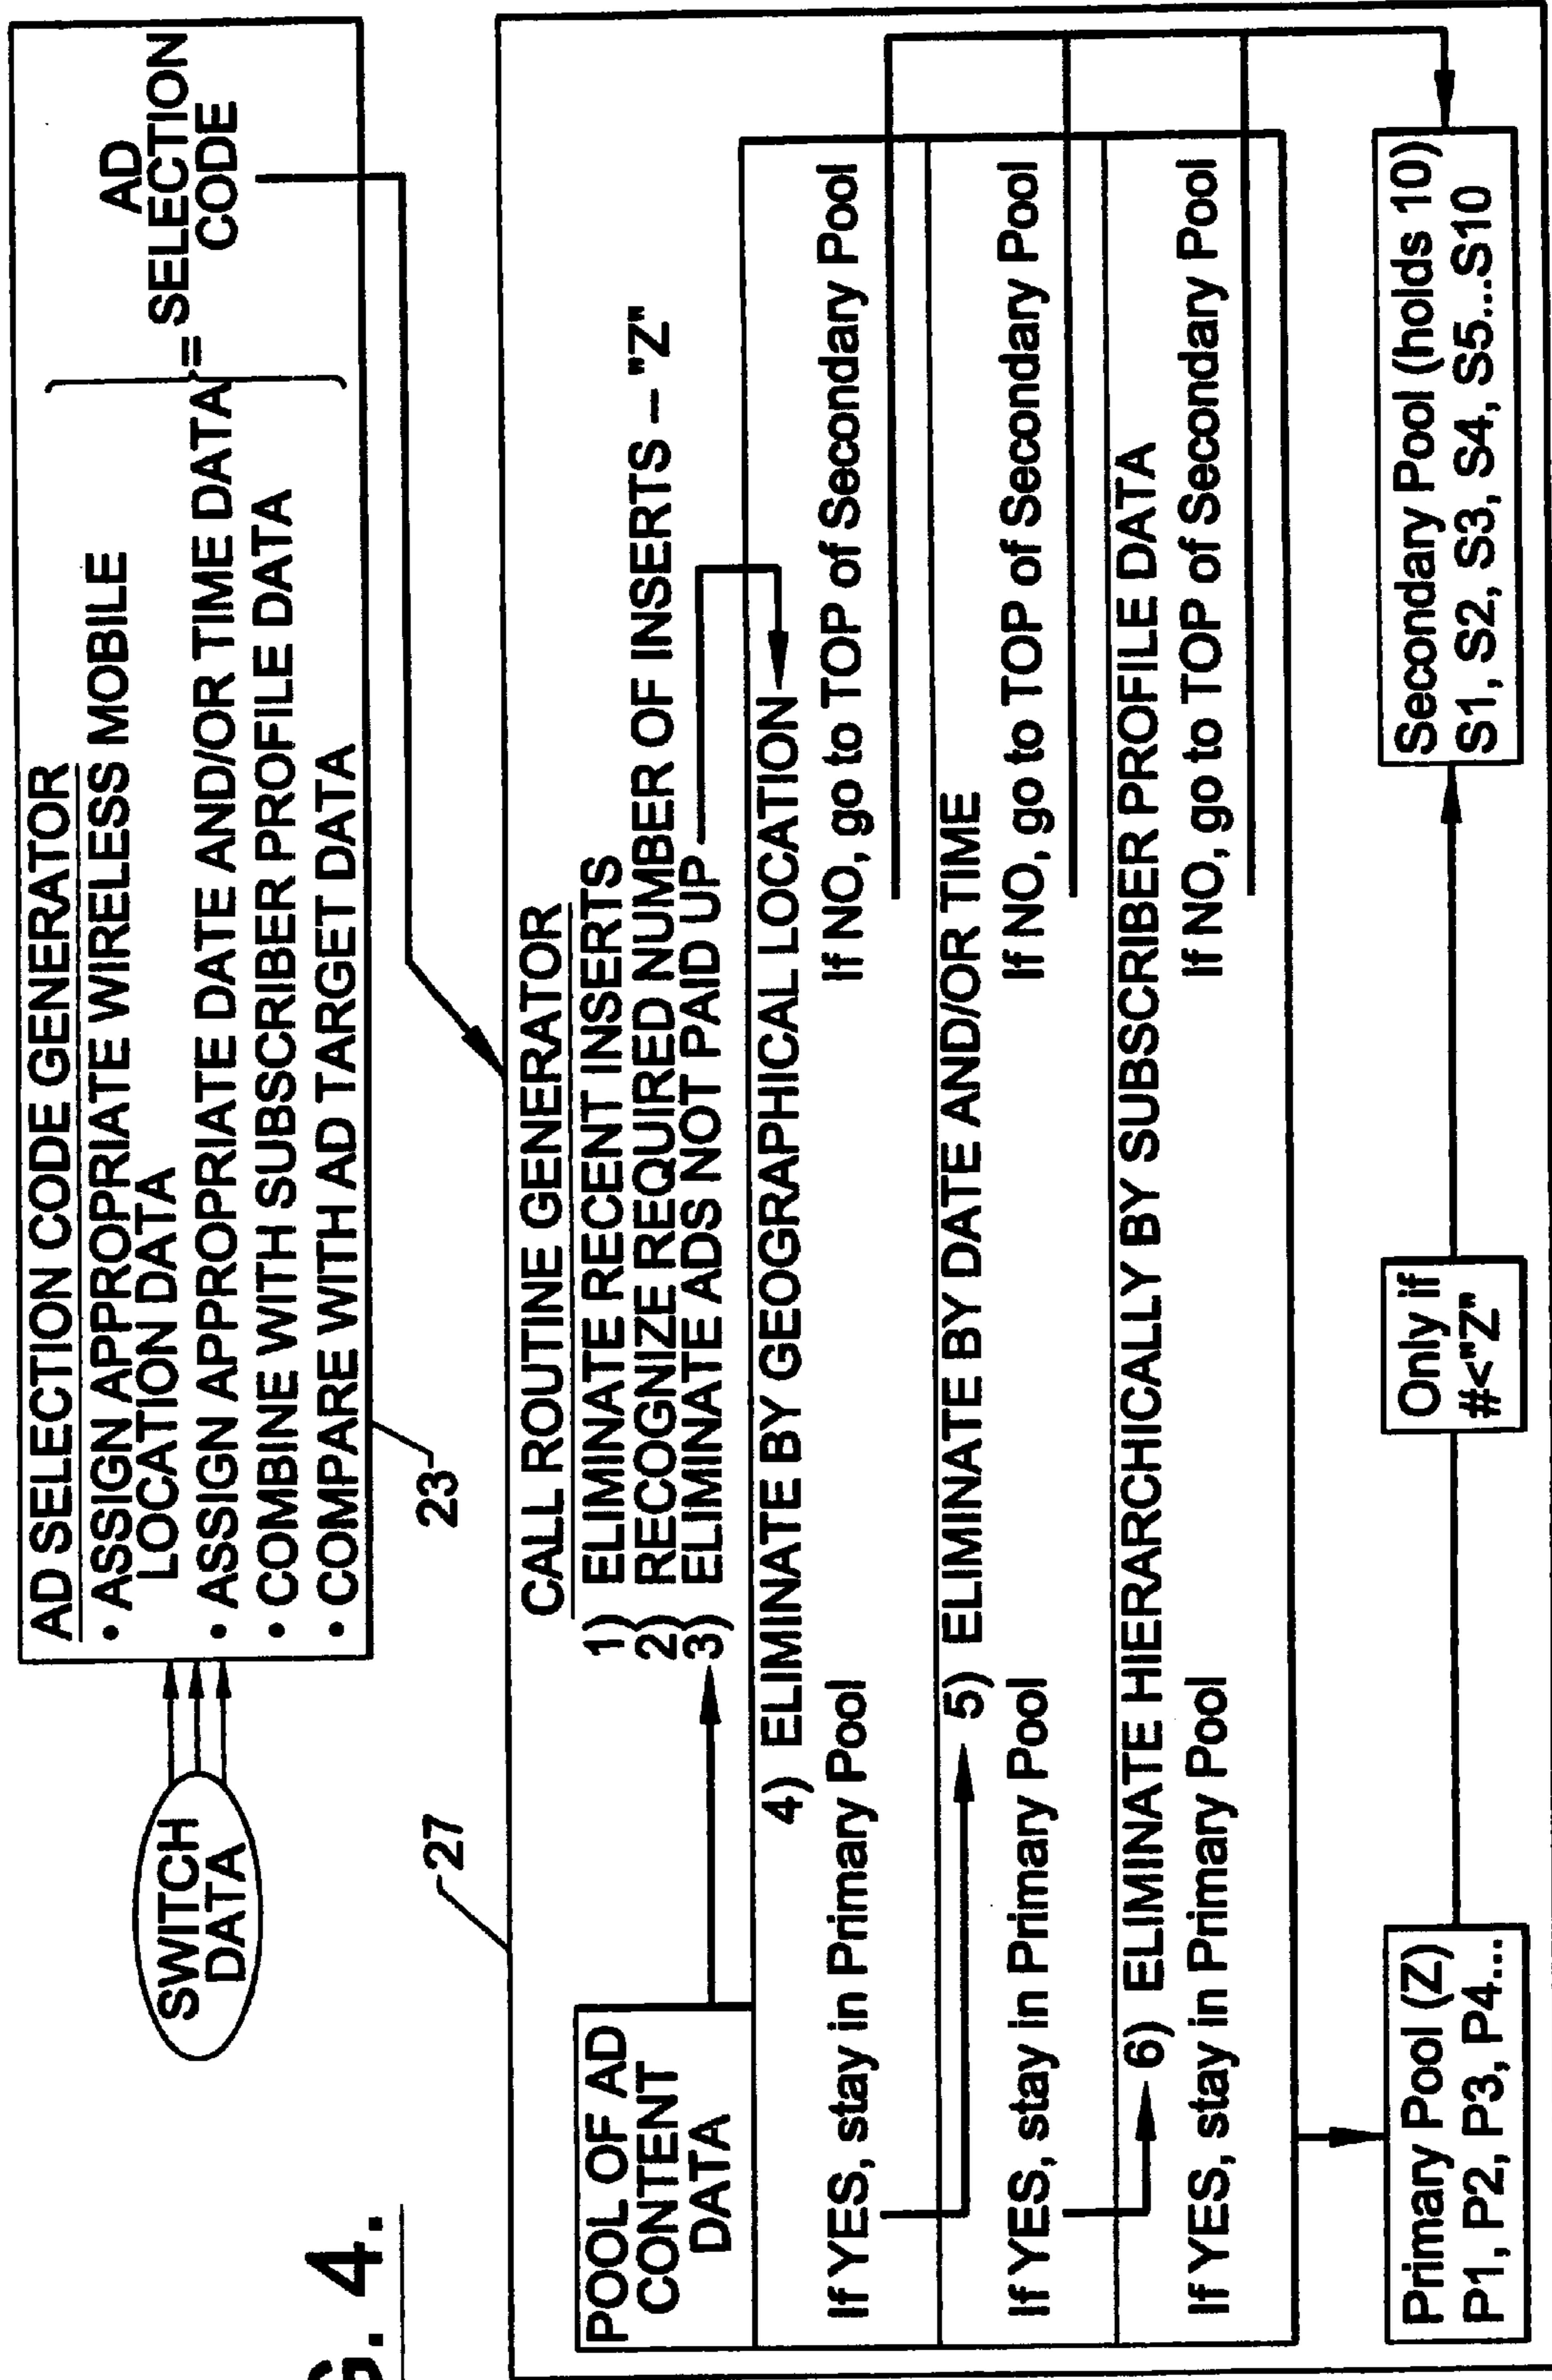 G. 4.
SWITCH
DATA
AD SELECTION CODE GENERATOR
• ASSIGN APPROPRIATE WIRELESS MOBILE
LOCATION DATA
• ASSIGN APPROPRIATE DATE AND/OR TIME DATA
• COMBINE WITH SUBSCRIBER PROFILE DATA
• COMPARE WITH AD TARGET DATA
=
AD
SELECTION
CODE
23
27
CALL ROUTINE GENERATOR
1) ELIMINATE RECENT INSERTS
2) RECOGNIZE REQUIRED NUMBER OF INSERTS – "Z"
3) ELIMINATE ADS NOT PAID UP
POOL OF AD
CONTENT
DATA
4) ELIMINATE BY GEOGRAPHICAL LOCATION
If YES, stay in Primary Pool
If NO, go to TOP of Secondary Pool
5) ELIMINATE BY DATE AND/OR TIME
If YES, stay in Primary Pool
If NO, go to TOP of Secondary Pool
6) ELIMINATE HIERARCHICALLY BY SUBSCRIBER PROFILE DATA
If YES, stay in Primary Pool
If NO, go to TOP of Secondary Pool
Primary Pool (Z)
P1, P2, P3, P4...
Only if
#<"Z"
Secondary Pool (holds 10)
S1, S2, S3, S4, S5...S10